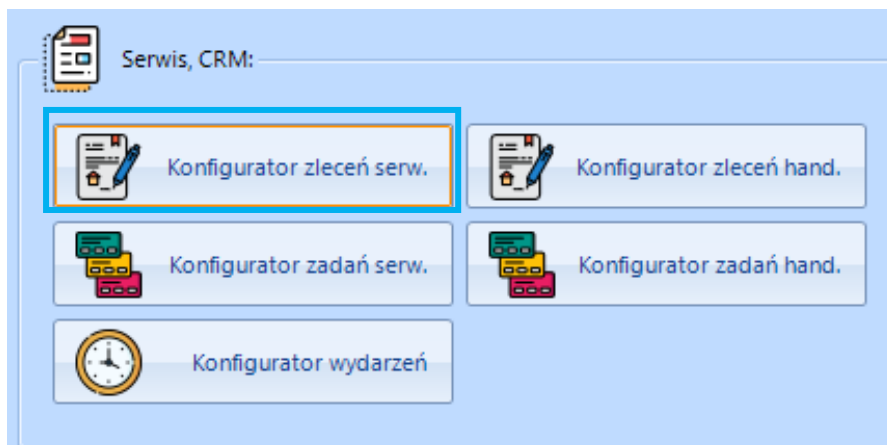 Serwis, CRM:
Konfigurator zleceń serw.
Konfigurator zleceń hand.
Konfigurator zadań serw.
Konfigurator zadań hand.
Konfigurator wydarzeń